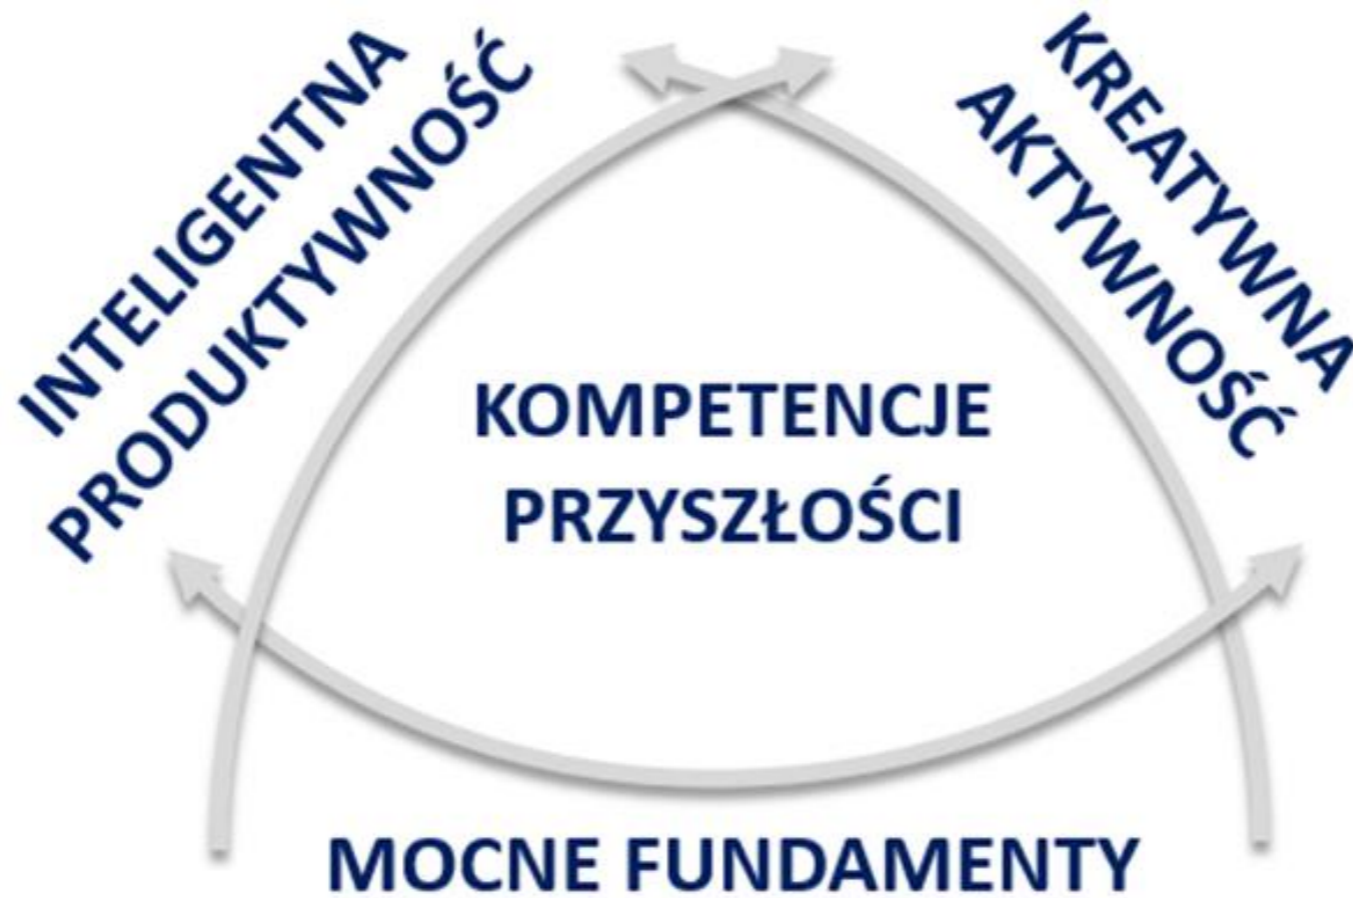 INTELIGENTNA
PRODUKTYWNOŚĆ
KREATYWNA
AKTYWNOŚĆ
KOMPETENCJE
PRZYSZŁOŚCI
MOCNE FUNDAMENTY